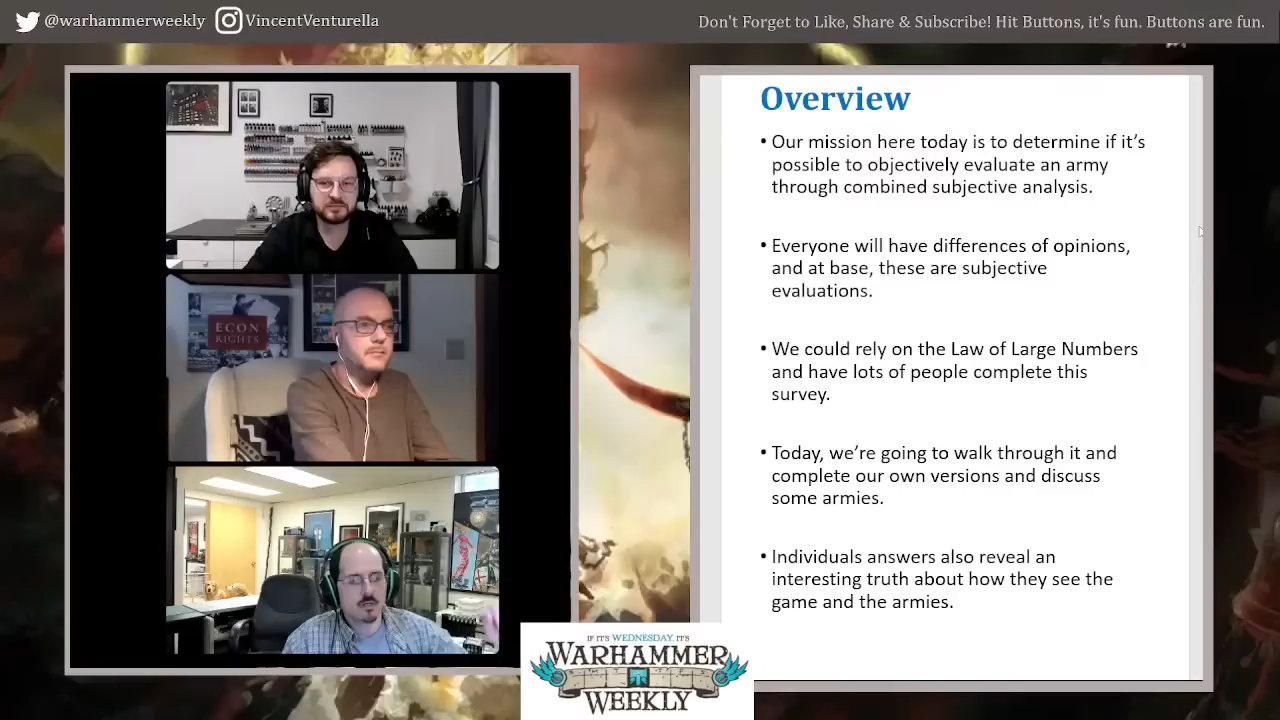 @warhammerweekly VincentVenturella
Don't Forget to Like, Share & Subscribe! Hit Buttons, it's fun. Buttons are fun.
Overview
• Our mission here today is to determine if it's
possible to objectively evaluate an army
through combined subjective analysis.
• Everyone will have differences of opinions,
and at base, these are subjective
evaluations.
• We could rely on the Law of Large Numbers
and have lots of people complete this
survey.
• Today, we're going to walk through it and
complete our own versions and discuss
some armies.
• Individuals answers also reveal an
interesting truth about how they see the
game and the armies.
ECON
RIGHTS
IF IT'S WEDNESDAY, IT'S
WARHAMMER
WEEKLY